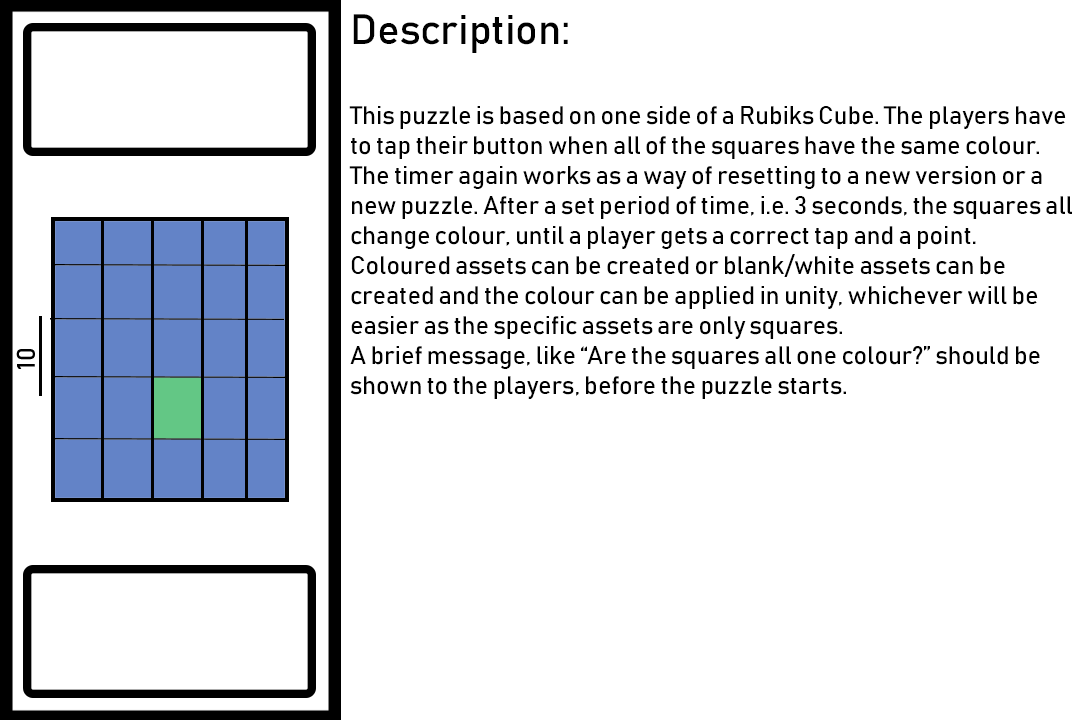 Description:
This puzzle is based on one side of a Rubiks Cube. The players have
to tap their button when all of the squares have the same colour.
The timer again works as a way of resetting to a new version or a
new puzzle. After a set period of time, i.e. 3 seconds, the squares all
change colour, until a player gets a correct tap and a point.
Coloured assets can be created or blank/white assets can be
created and the colour can be applied in unity, whichever will be
easier as the specific assets are only squares.
A brief message, like “Are the squares all one colour?” should be
shown to the players, before the puzzle starts.
10